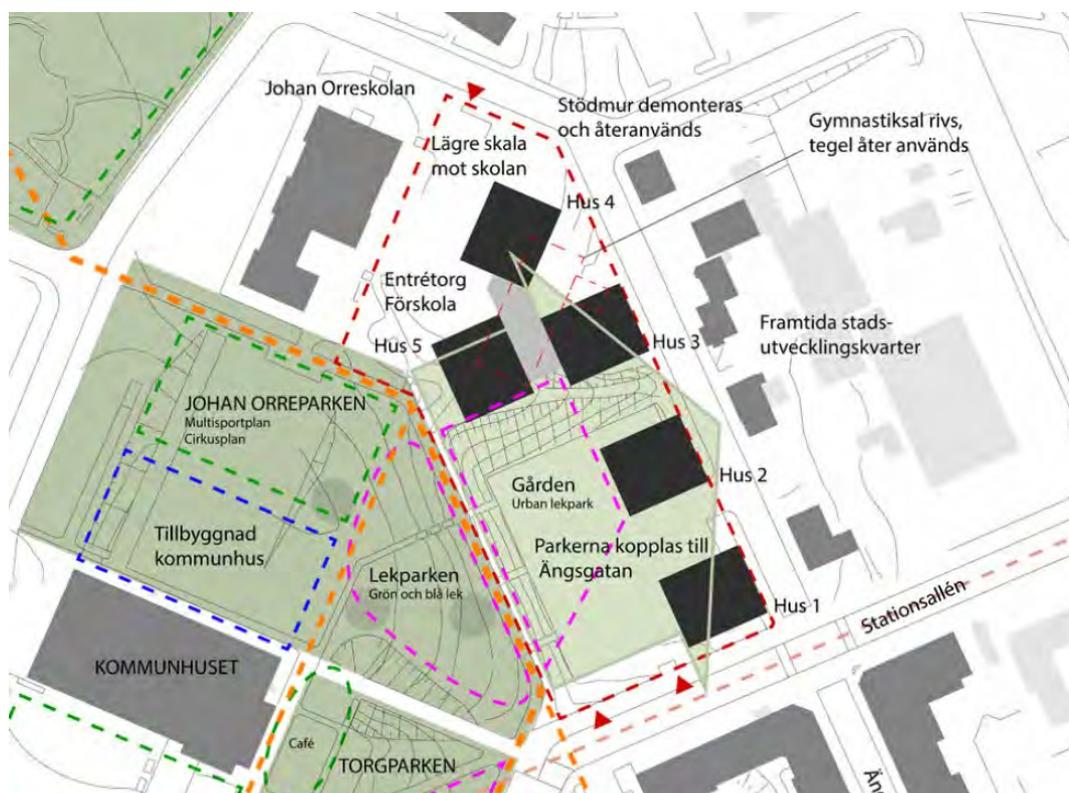 Johan Orreskolan
Lägre skala
mot skolan
Stödmur demonteras
och återanvänds
Gymnastiksal rivs,
tegel åter används
Hus 4
Entrétorg
Förskola
Hus 5
Hus 3
Framtida stads-
utvecklingskvarter
JOHAN ORREPARKEN
Multisportplan
Cirkusplan
Gården
Urban lekpark
Hus 2
Tillbyggnad
kommunhus
Parkerna kopplas till
Ängsgatan
Lekparken
Grön och blå lek
Hus 1
Stationsallén
KOMMUNHUSET
Café
TORGPARKEN
Äng